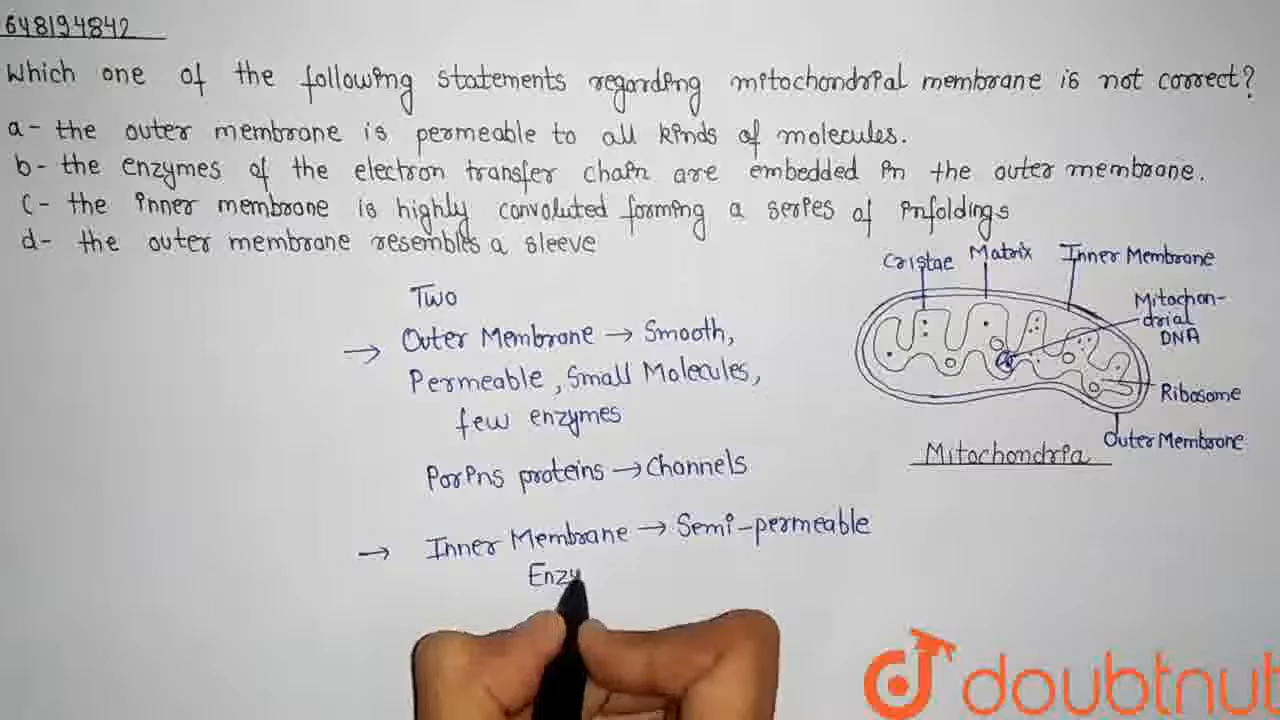 648194842
Which one of the following statements regarding mitochondrial membrane is not correct?
a- the outer membrane is permeable to all kinds of molecules.
b- the enzymes of the electron transfer chain are embedded in the outer membrane.
c- the inner membrane is highly convoluted forming a series of infoldings
d- the outer membrane resembles a sleeve
Cristae Matrix Inner Membrane
Mitochon-
drial
DNA
Ribosome
Outer Membrane
Mitochondria
Two
→ Outer Membrane → Smooth,
Permeable, Small Molecules,
few enzymes
Porins proteins → Channels
→ Inner Membrane → Semi-permeable
Enzy
doubtnut